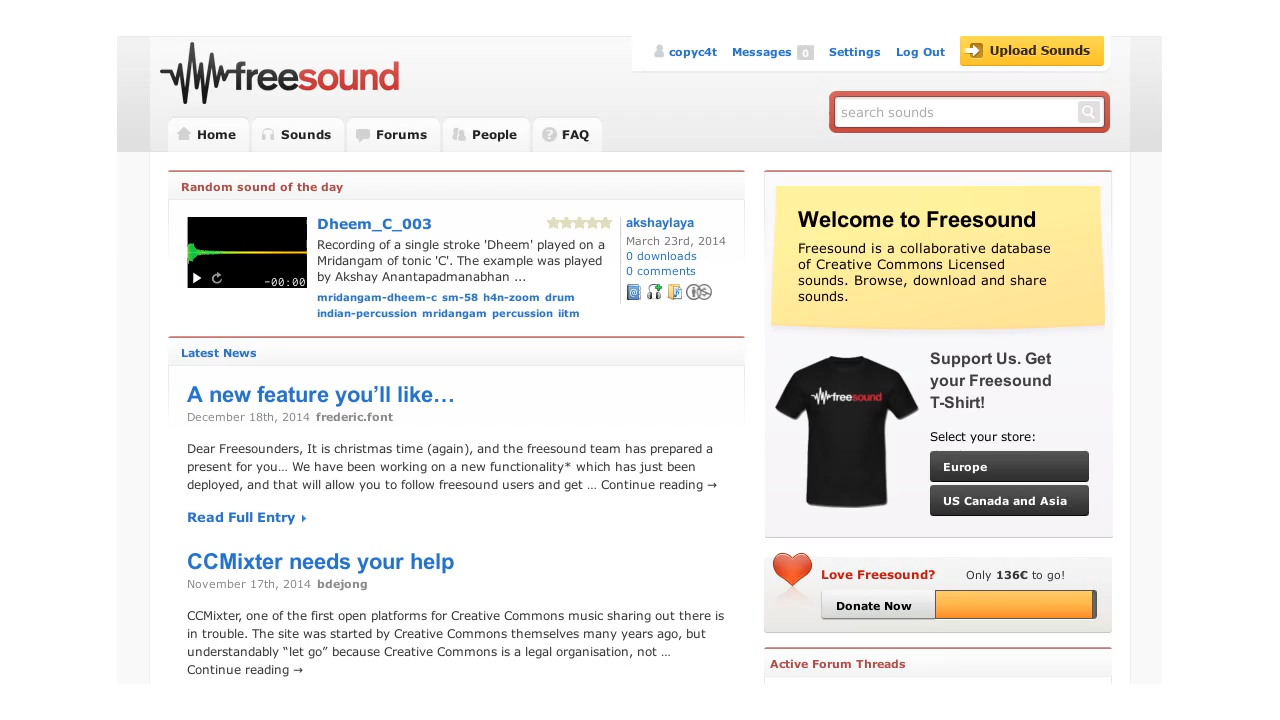 copyc4t Messages 0 Settings Log Out Upload Sounds
freesound
search sounds
Home Sounds Forums People FAQ
Random sound of the day
Dheem_C_003
Recording of a single stroke 'Dheem' played on a
Mridangam of tonic 'C'. The example was played
by Akshay Anantapadmanabhan ...
mridangam-dheem-c sm-58 h4n-zoom drum
indian-percussion mridangam percussion iitm
-00:00
akshaylaya
March 23rd, 2014
0 downloads
0 comments
Latest News
A new feature you’ll like…
December 18th, 2014 frederic.font
Dear Freesounders, It is christmas time (again), and the freesound team has prepared a
present for you… We have been working on a new functionality* which has just been
deployed, and that will allow you to follow freesound users and get … Continue reading →
Read Full Entry
CCMixter needs your help
November 17th, 2014 bdejong
CCMixter, one of the first open platforms for Creative Commons music sharing out there is
in trouble. The site was started by Creative Commons themselves many years ago, but
understandably “let go” because Creative Commons is a legal organisation, not …
Continue reading →
Welcome to Freesound
Freesound is a collaborative database
of Creative Commons Licensed
sounds. Browse, download and share
sounds.
freesound
Support Us. Get
your Freesound
T-Shirt!
Select your store:
Europe
US Canada and Asia
Love Freesound? Only 136€ to go!
Donate Now
Active Forum Threads